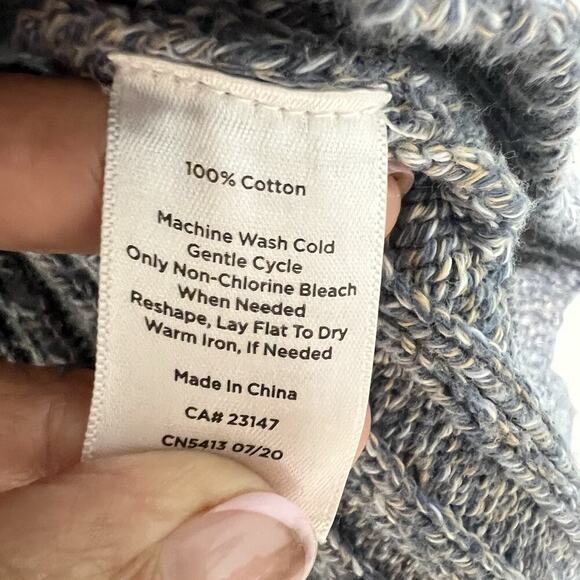 100% Cotton
Machine Wash Cold
Gentle Cycle
Only Non-Chlorine Bleach
When Needed
Reshape, Lay Flat To Dry
Warm Iron, If Needed
Made In China
CA# 23147
CN5413 07/20